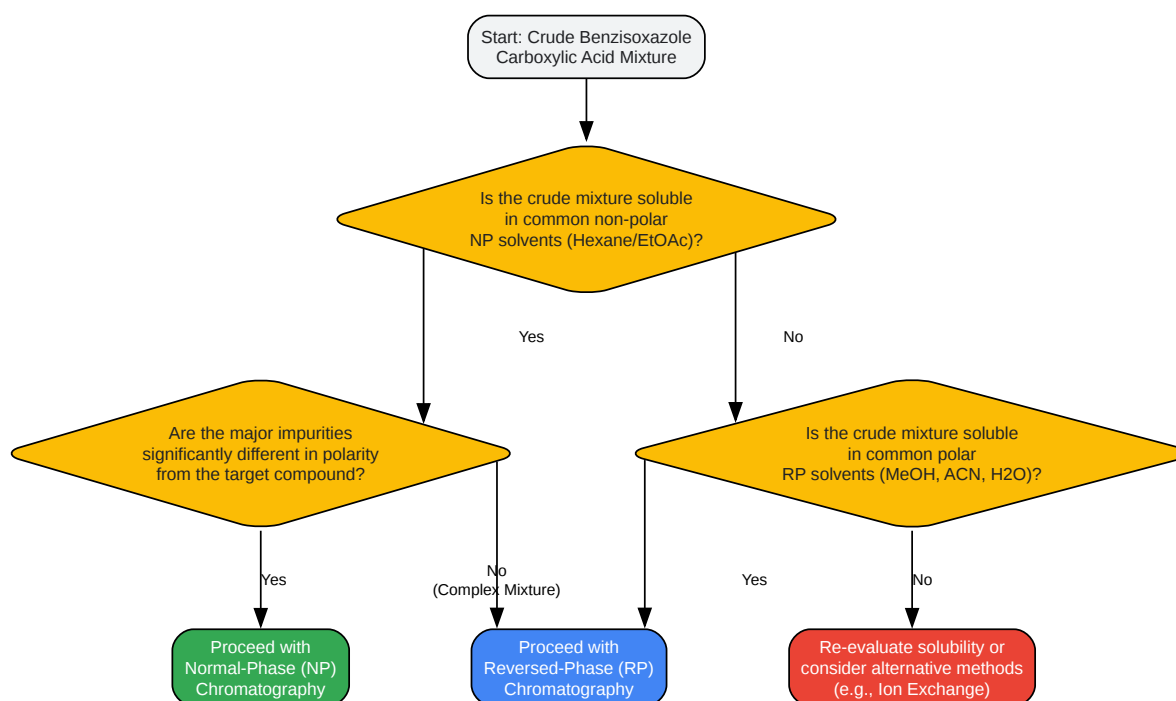 Start: Crude Benzisoxazole
Carboxylic Acid Mixture
Is the crude mixture soluble
in common non-polar
NP solvents (Hexane/EtOAc)?
Yes
No
Are the major impurities
significantly different in polarity
from the target compound?
Is the crude mixture soluble
in common polar
RP solvents (MeOH, ACN, H2O)?
Yes
No
(Complex Mixture)
Yes
No
Proceed with
Normal-Phase (NP)
Chromatography
Proceed with
Reversed-Phase (RP)
Chromatography
Re-evaluate solubility or
consider alternative methods
(e.g., Ion Exchange)